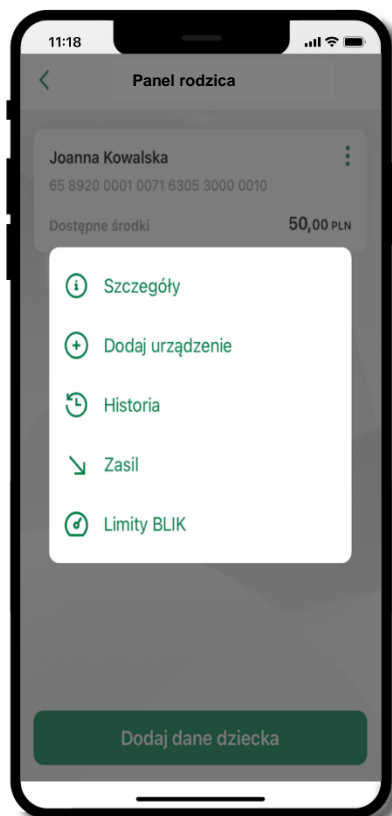 11:18
Panel rodzica
Joanna Kowalska
65 8920 0001 0071 6305 3000 0010
Dostępne środki 50,00 PLN
Szczegóły
Dodaj urządzenie
Historia
Zasil
Limity BLIK
Dodaj dane dziecka